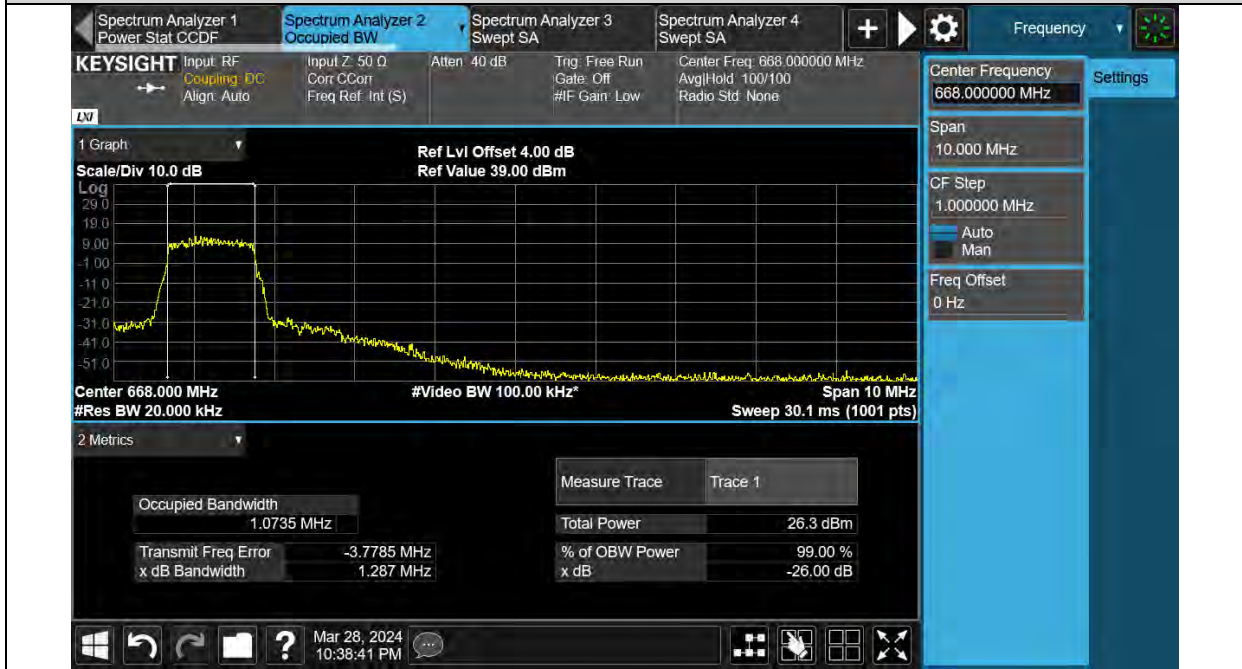 Spectrum Analyzer 1
Power Stat CCDF
Spectrum Analyzer 2
Occupied BW
Spectrum Analyzer 3
Swept SA
Spectrum Analyzer 4
Swept SA
+
Frequency
KEYSIGHT
Input: RF
Coupling: DC
Align: Auto
Input Z: 50 Ω
Corr CCorr
Freq Ref: Int (S)
Atten: 40 dB
Trig: Free Run
Gate: Off
#IF Gain: Low
Center Freq: 668.000000 MHz
Avg|Hold: 100/100
Radio Std: None
LXI
Center Frequency
668.000000 MHz
Settings
Span
10.000 MHz
CF Step
1.000000 MHz
Auto
Man
Freq Offset
0 Hz
1 Graph
Scale/Div 10.0 dB
Ref Lvl Offset 4.00 dB
Ref Value 39.00 dBm
Log
29.0
19.0
9.00
-1.00
-11.0
-21.0
-31.0
-41.0
-51.0
Center 668.000 MHz
#Video BW 100.00 kHz*
Span 10 MHz
#Res BW 20.000 kHz
Sweep 30.1 ms (1001 pts)
2 Metrics
Measure Trace
Trace 1
Occupied Bandwidth
1.0735 MHz
Total Power
26.3 dBm
Transmit Freq Error
-3.7785 MHz
% of OBW Power
99.00 %
x dB Bandwidth
1.287 MHz
x dB
-26.00 dB
?
Mar 28, 2024
10:38:41 PM